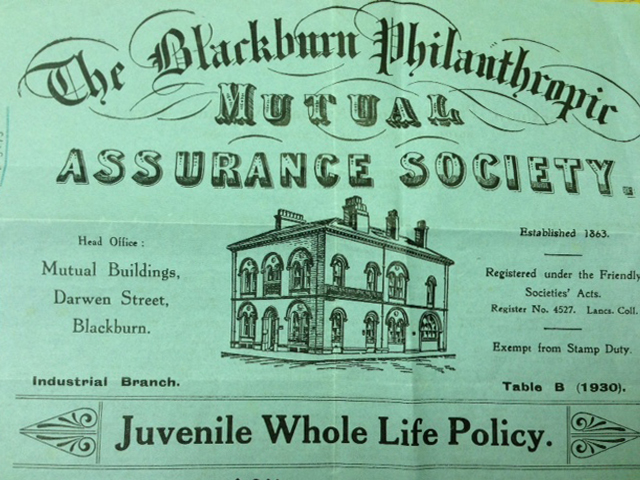 The Blackburn Philanthropic
MUTUAL
ASSURANCE SOCIETY.
Head Office :
Mutual Buildings,
Darwen Street,
Blackburn.
Industrial Branch.
Established 1863.
Registered under the Friendly
Societies' Acts.
Register No. 4527. Lancs. Coll.
Exempt from Stamp Duty.
Table B (1930).
Juvenile Whole Life Policy.